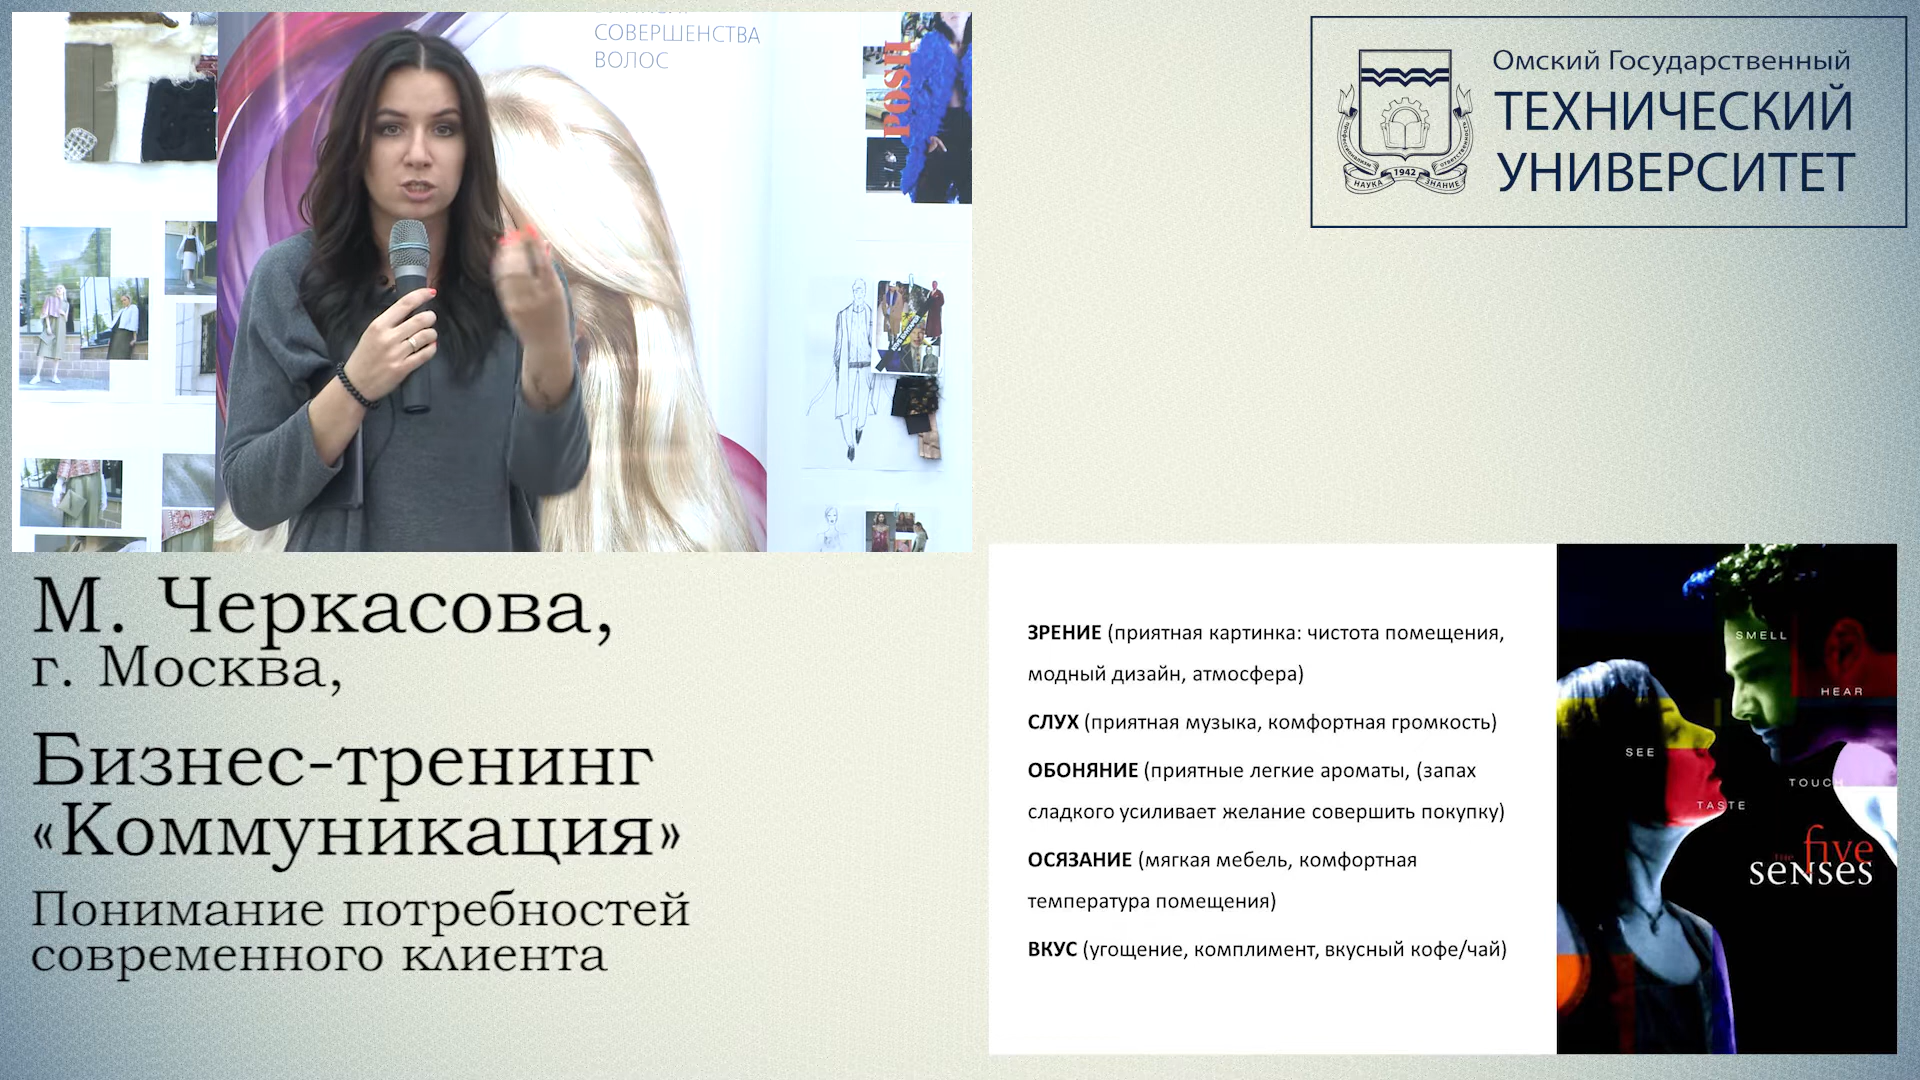 СОВЕРШЕНСТВА
ВОЛОС
POSH
Омский Государственный
ТЕХНИЧЕСКИЙ
УНИВЕРСИТЕТ
профессионализм
ответственность
НАУКА 1942 ЗНАНИЕ
М. Черкасова,
г. Москва,
Бизнес-тренинг
«Коммуникация»
Понимание потребностей
современного клиента
ЗРЕНИЕ (приятная картинка: чистота помещения,
модный дизайн, атмосфера)
СЛУХ (приятная музыка, комфортная громкость)
ОБОНЯНИЕ (приятные легкие ароматы, (запах
сладкого усиливает желание совершить покупку)
ОСЯЗАНИЕ (мягкая мебель, комфортная
температура помещения)
ВКУС (угощение, комплимент, вкусный кофе/чай)
SMELL
HEAR
SEE
TOUCH
TASTE
THE five
seNses